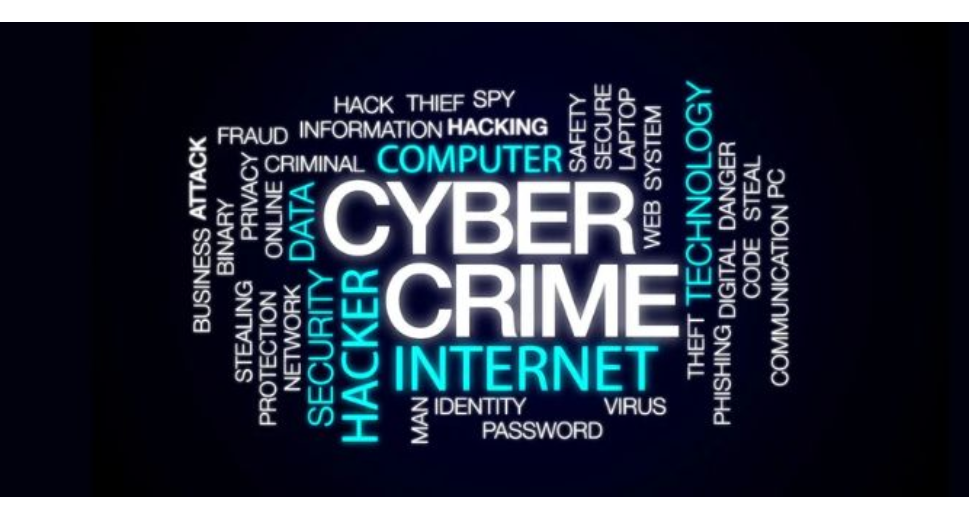 HACK THIEF SPY
FRAUD INFORMATION HACKING
CRIMINAL COMPUTER
CYBER
CRIME
INTERNET
IDENTITY VIRUS
PASSWORD
BUSINESS ATTACK
BINARY
PRIVACY
ONLINE
DATA
STEALING
PROTECTION
NETWORK
SECURITY
HACKER
MAN
SAFETY
SECURE
LAPTOP
WEB SYSTEM
THEFT TECHNOLOGY
PHISHING DIGITAL DANGER
CODE STEAL
COMMUNICATION PC